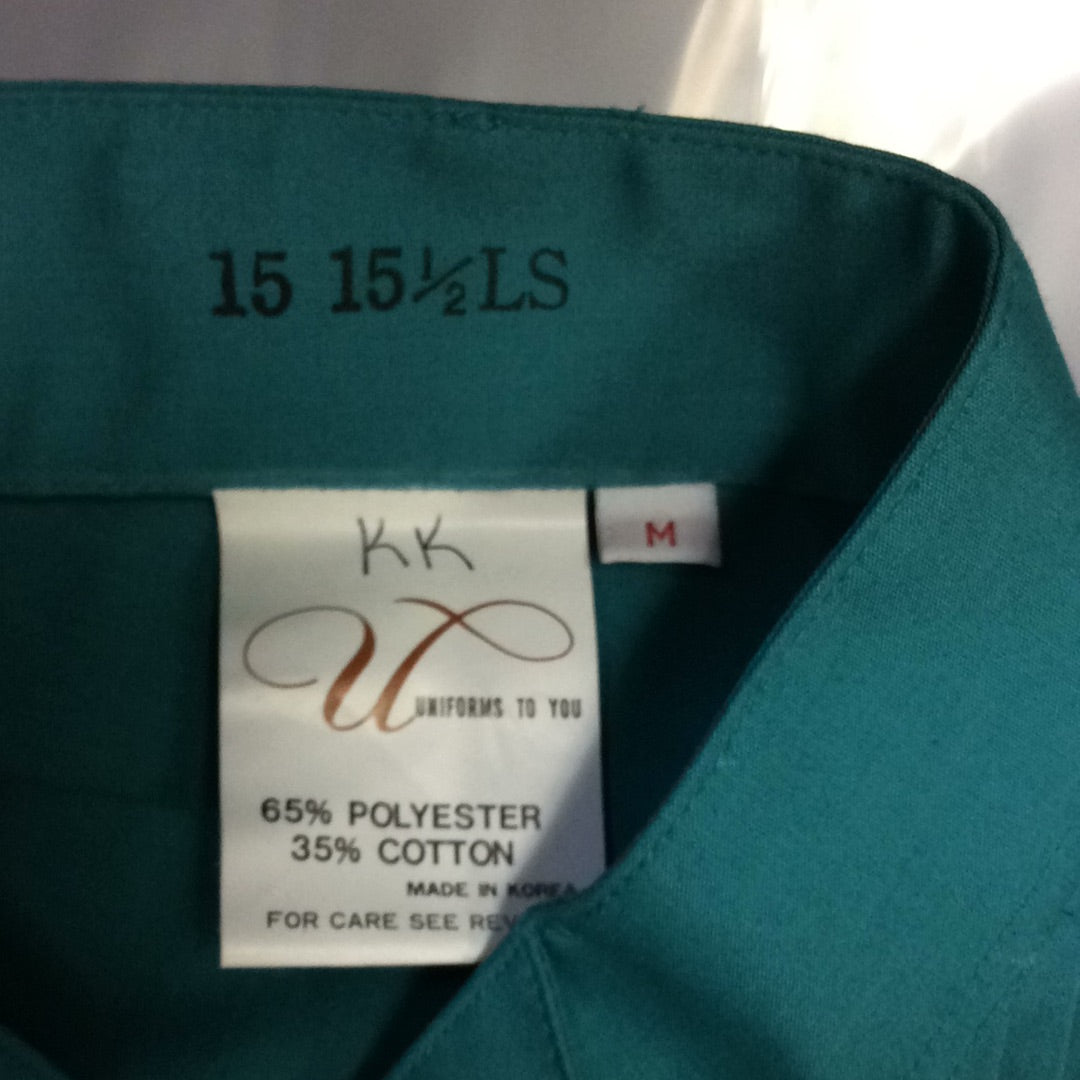 15 15½LS
KK
M
U
UNIFORMS TO YOU
65% POLYESTER
35% COTTON
MADE IN KOREA
FOR CARE SEE